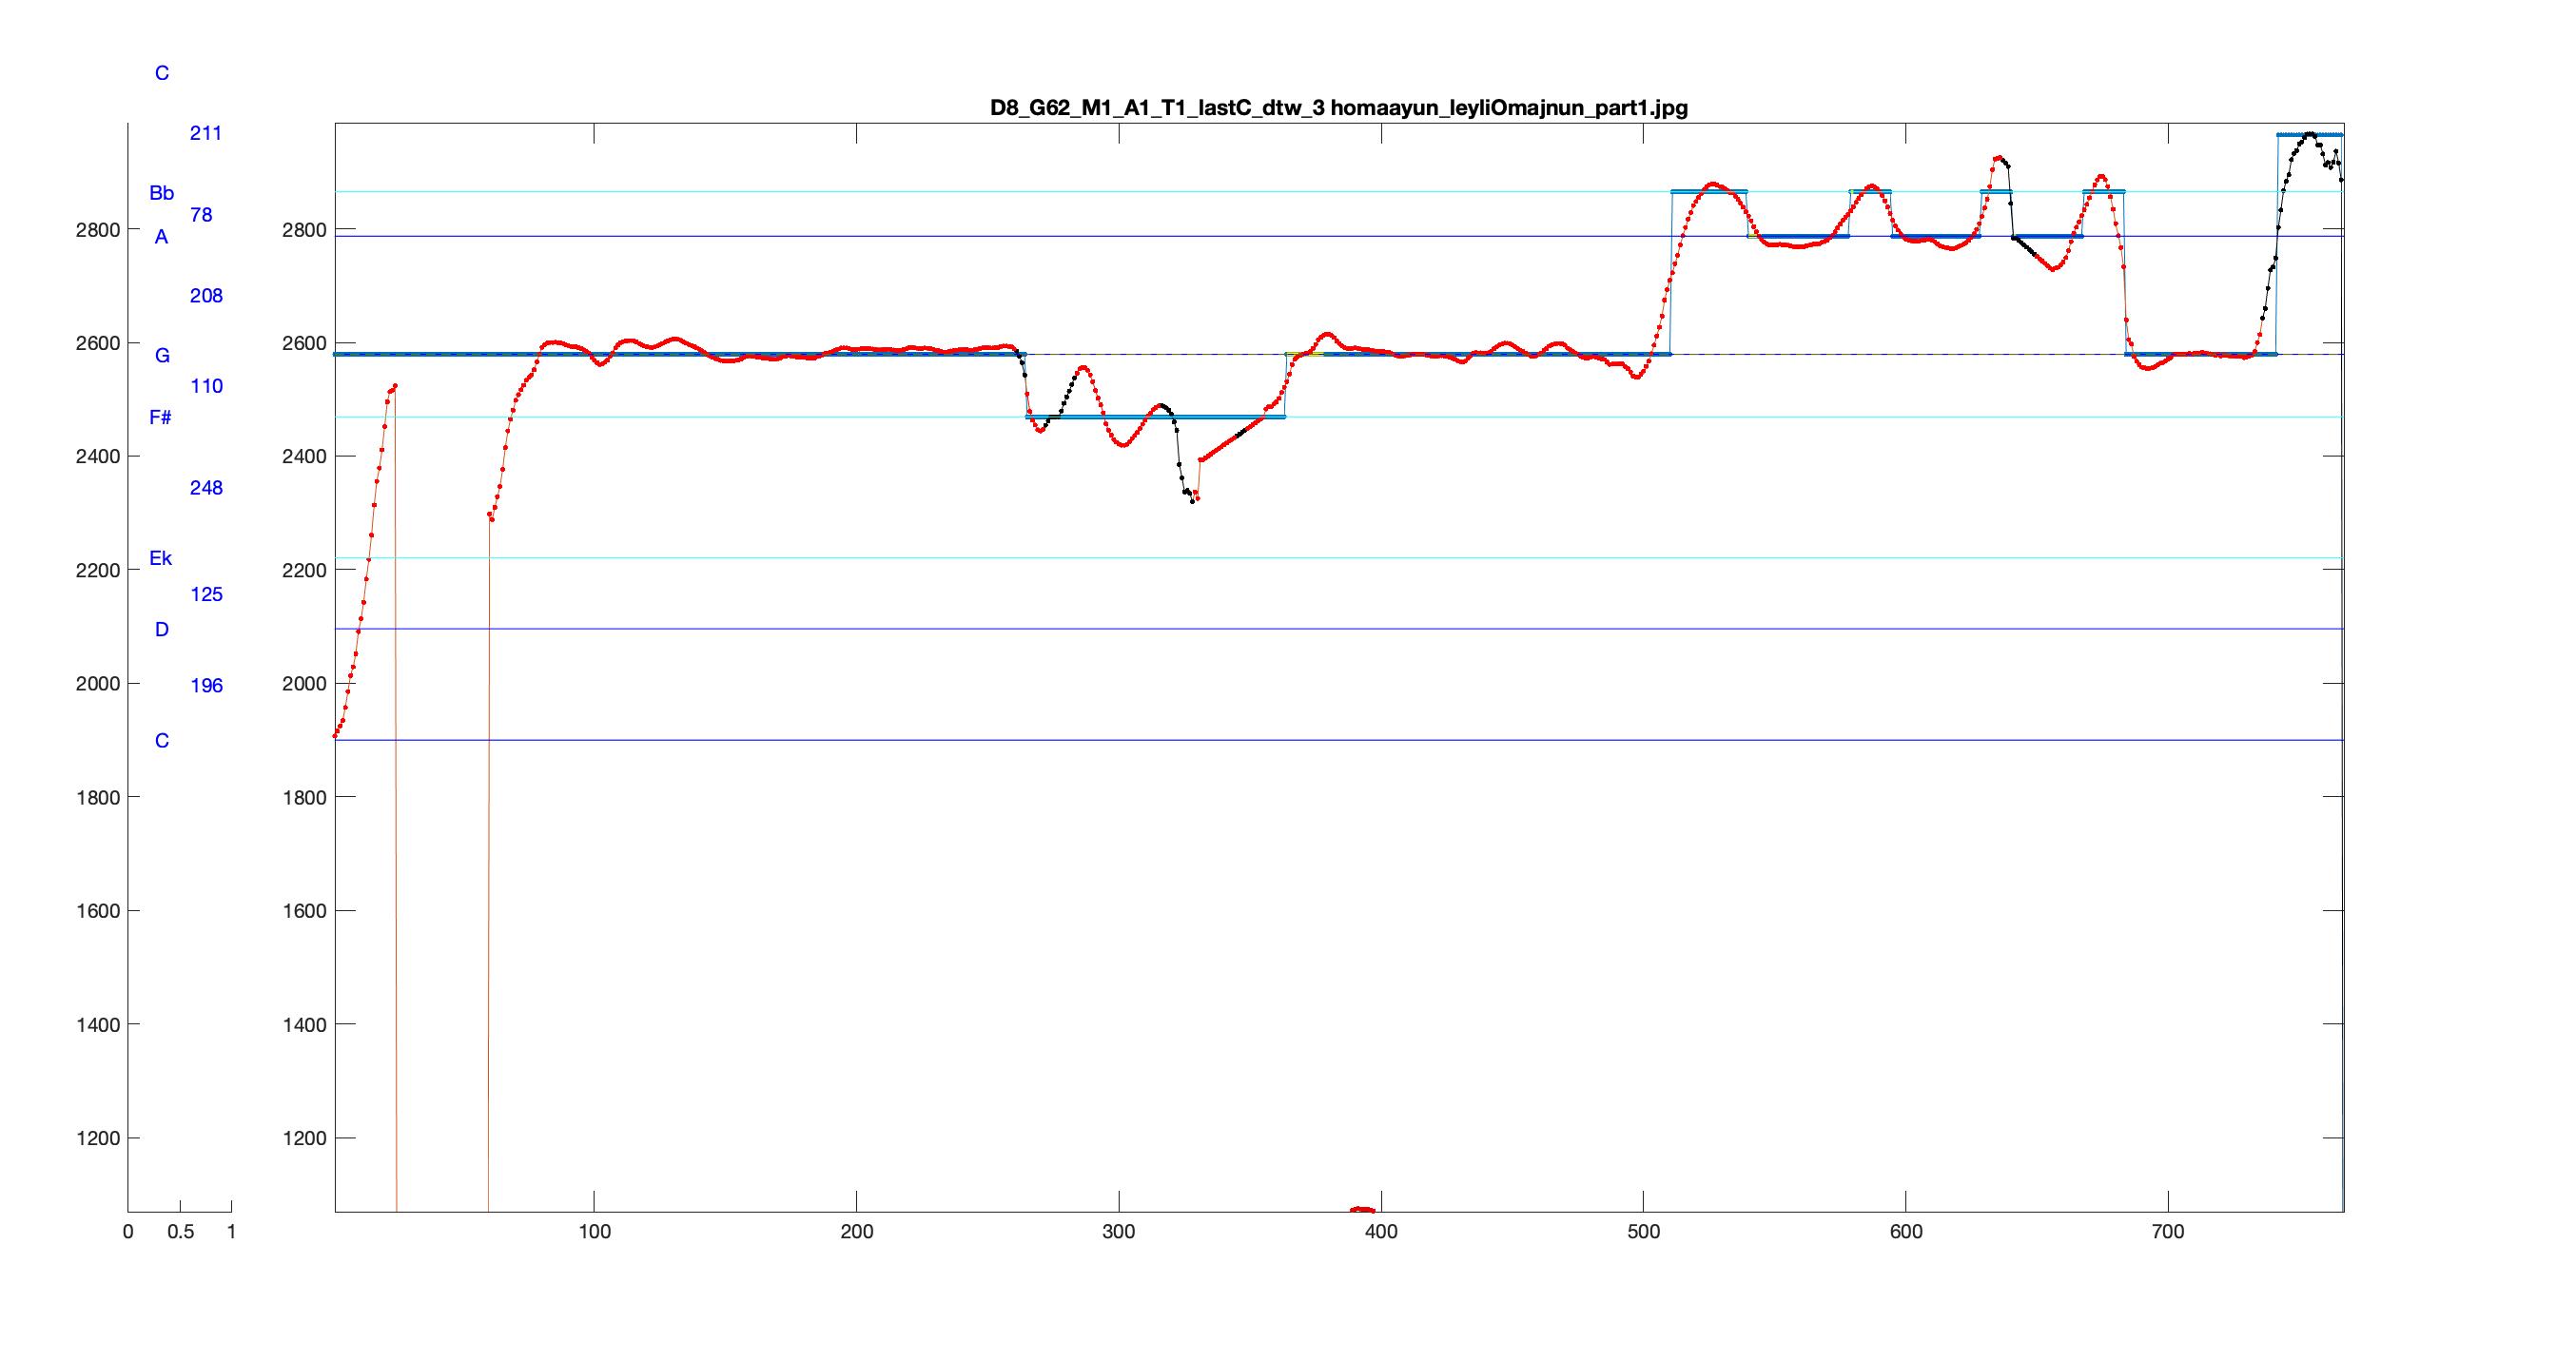 C
D8_G62_M1_A1_T1_lastC_dtw_3 homaayun_leyliOmajnun_part1.jpg
211
Bb
78
2800 A 2800
208
2600 G 2600
110
F#
2400 2400
248
Ek
2200 2200
125
D
2000 196 2000
C
1800 1800
1600 1600
1400 1400
1200 1200
0 0.5 1 100 200 300 400 500 600 700